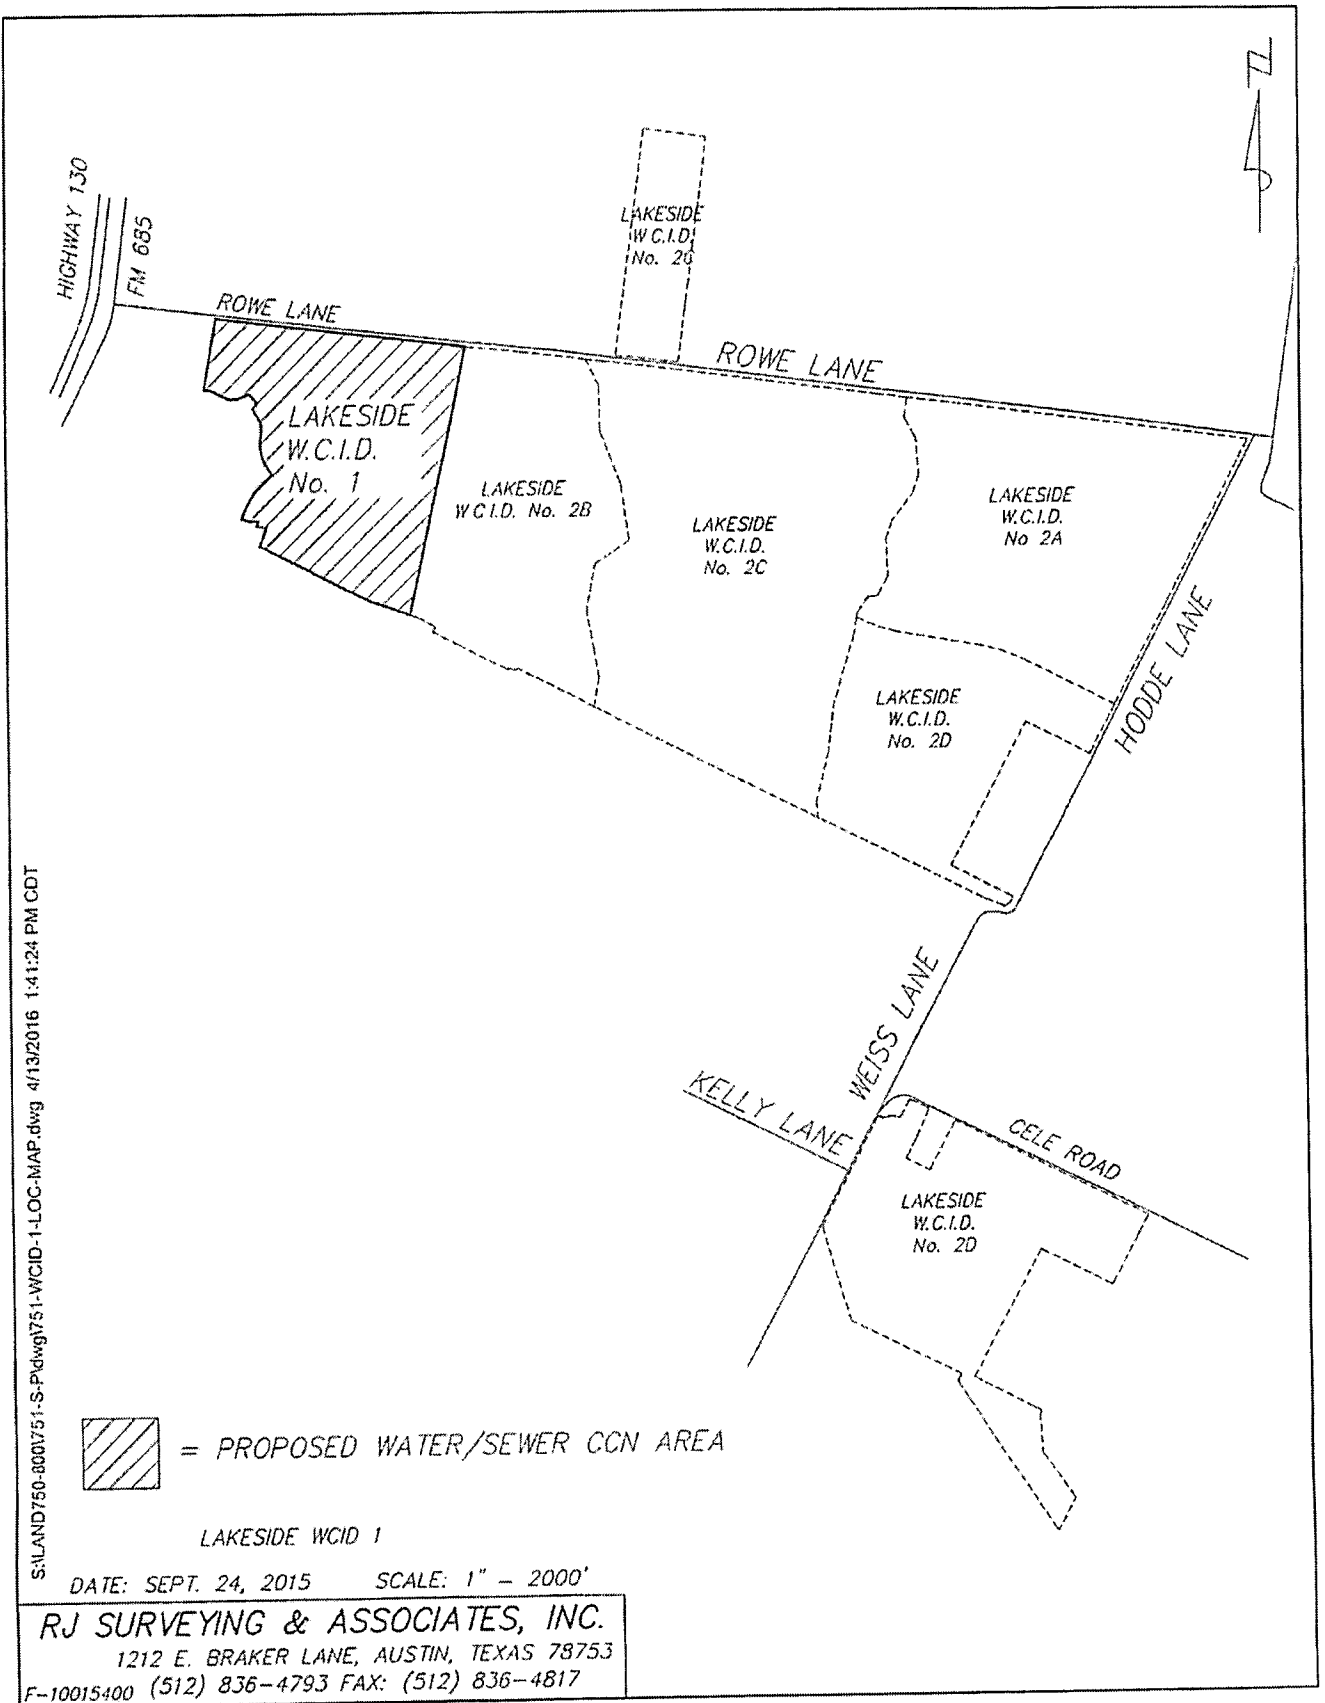 HIGHWAY 130
FM 685
LAKESIDE
W C.I.D.
No. 2C
ROWE LANE
ROWE LANE
LAKESIDE
W.C.I.D.
No. 1
LAKESIDE
W C I.D. No. 2B
LAKESIDE
W.C.I.D.
No. 2C
LAKESIDE
W.C.I.D.
No 2A
LAKESIDE
W.C.I.D.
No. 2D
HODDE LANE
WEISS LANE
KELLY LANE
CELE ROAD
LAKESIDE
W.C.I.D.
No. 2D
S:\LAND750-800\751-S-P\dwg\751-WCID-1-LOC-MAP.dwg 4/13/2016 1:41:24 PM CDT
= PROPOSED WATER/SEWER CCN AREA
LAKESIDE WCID 1
DATE: SEPT. 24, 2015 SCALE: 1" - 2000'
RJ SURVEYING & ASSOCIATES, INC.
1212 E. BRAKER LANE, AUSTIN, TEXAS 78753
F-10015400 (512) 836-4793 FAX: (512) 836-4817